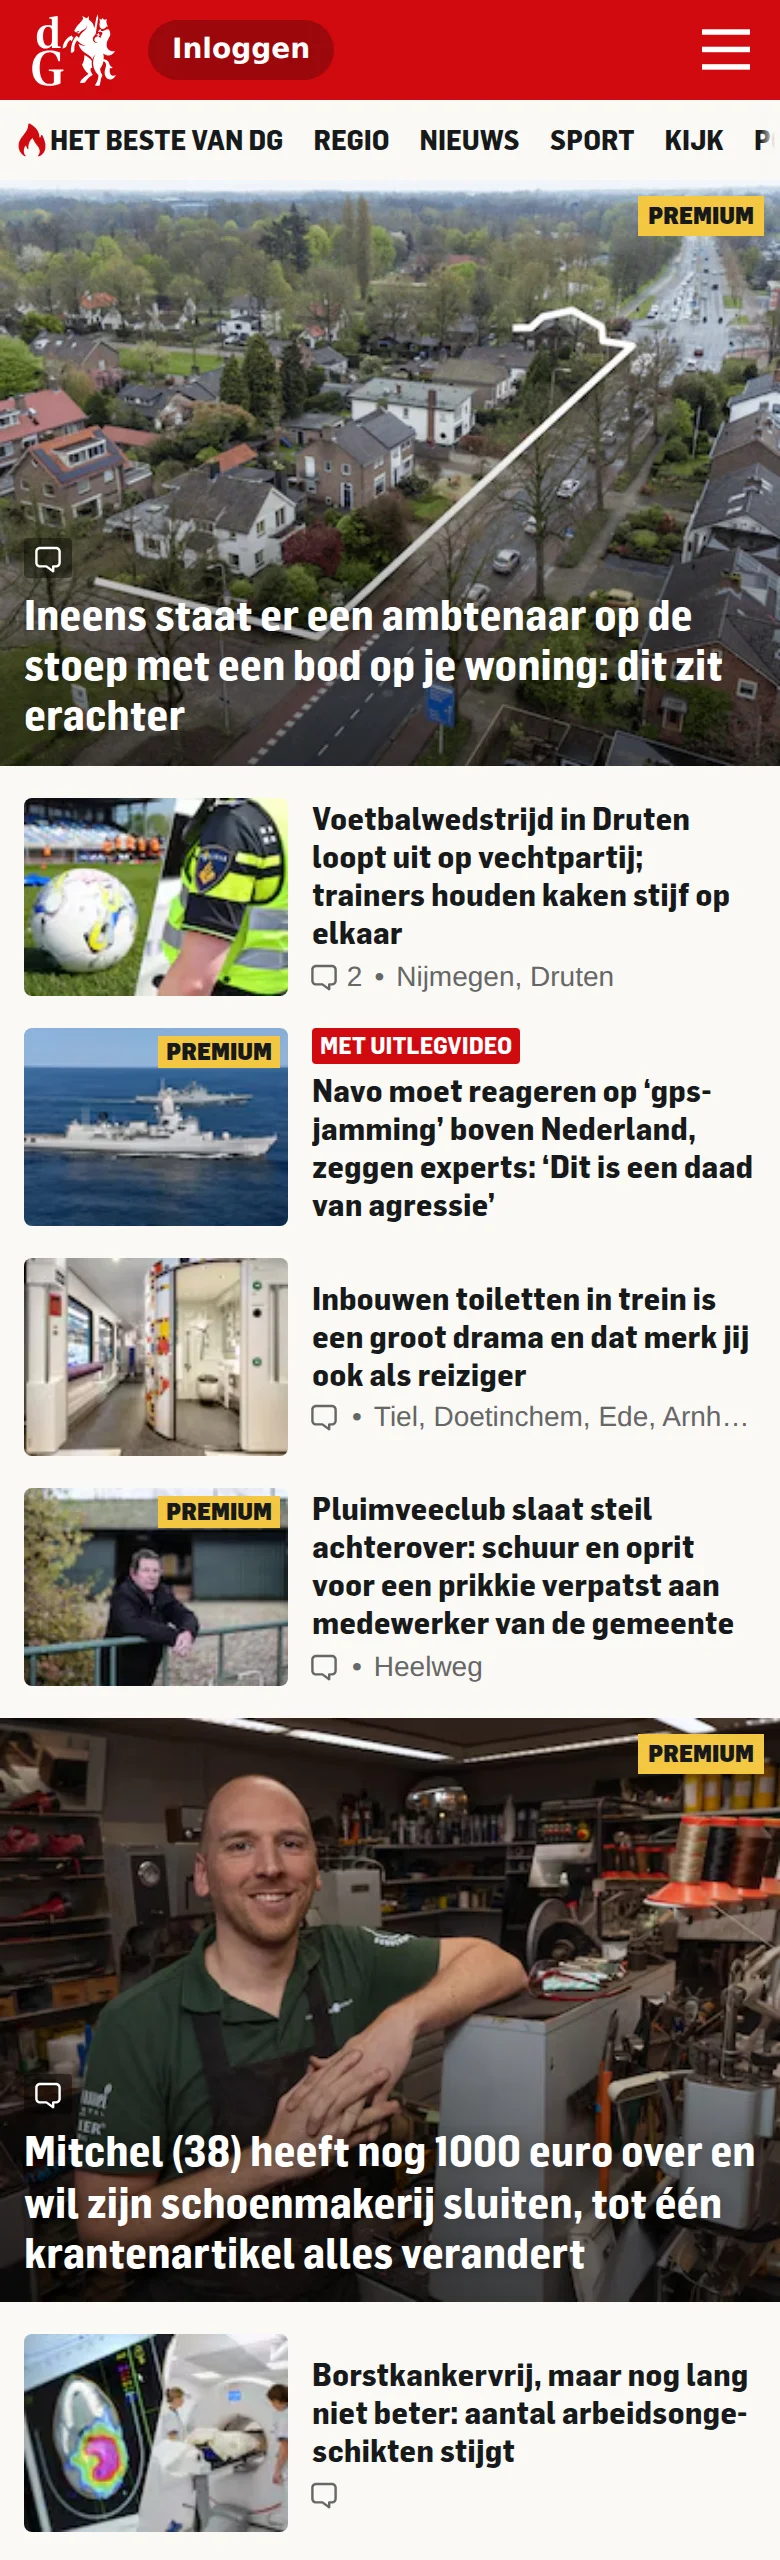 dG
Inloggen
HET BESTE VAN DG REGIO NIEUWS SPORT KIJK
PREMIUM
Ineens staat er een ambtenaar op de
stoep met een bod op je woning: dit zit
erachter
Voetbalwedstrijd in Druten
loopt uit op vechtpartij;
trainers houden kaken stijf op
elkaar
2 • Nijmegen, Druten
PREMIUM
MET UITLEGVIDEO
Navo moet reageren op ‘gps-
jamming’ boven Nederland,
zeggen experts: ‘Dit is een daad
van agressie’
Inbouwen toiletten in trein is
een groot drama en dat merk jij
ook als reiziger
• Tiel, Doetinchem, Ede, Arnh…
PREMIUM
Pluimveeclub slaat steil
achterover: schuur en oprit
voor een prikkie verpatst aan
medewerker van de gemeente
• Heelweg
PREMIUM
Mitchel (38) heeft nog 1000 euro over en
wil zijn schoenmakerij sluiten, tot één
krantenartikel alles verandert
Borstkankervrij, maar nog lang
niet beter: aantal arbeidsonge-
schikten stijgt